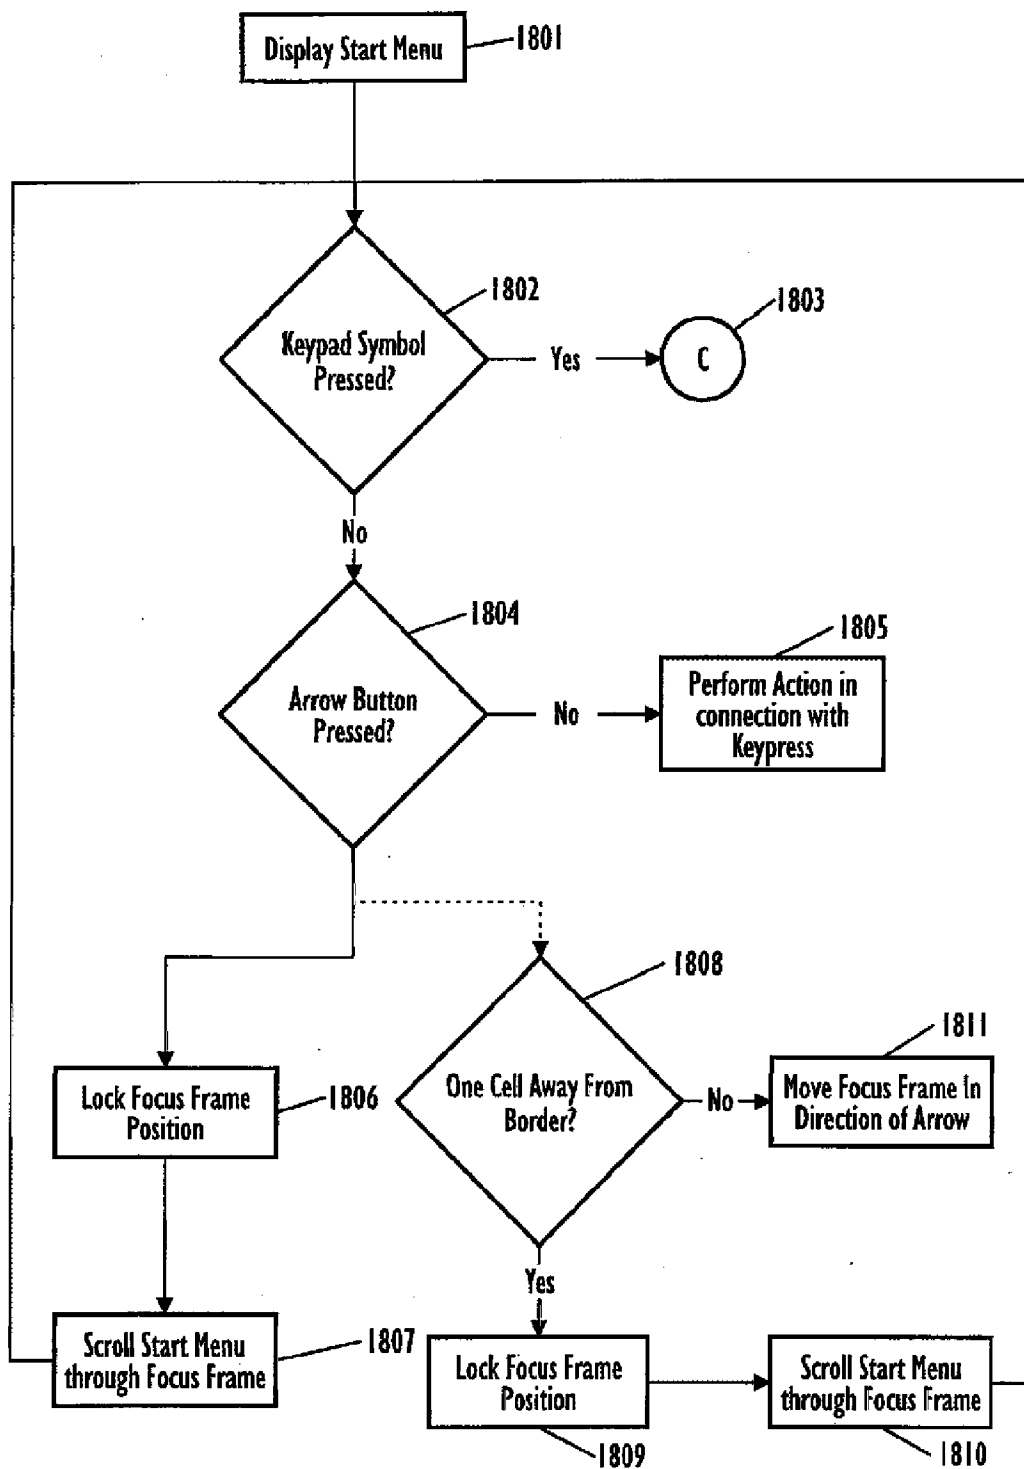 Display Start Menu
1801
Keypad Symbol
Pressed?
1802
Yes
C
1803
No
Arrow Button
Pressed?
1804
No
Perform Action in
connection with
Keypress
1805
One Cell Away From
Border?
1808
No
Move Focus Frame In
Direction of Arrow
1811
Lock Focus Frame
Position
1806
Yes
Scroll Start Menu
through Focus Frame
1807
Lock Focus Frame
Position
1809
Scroll Start Menu
through Focus Frame
1810